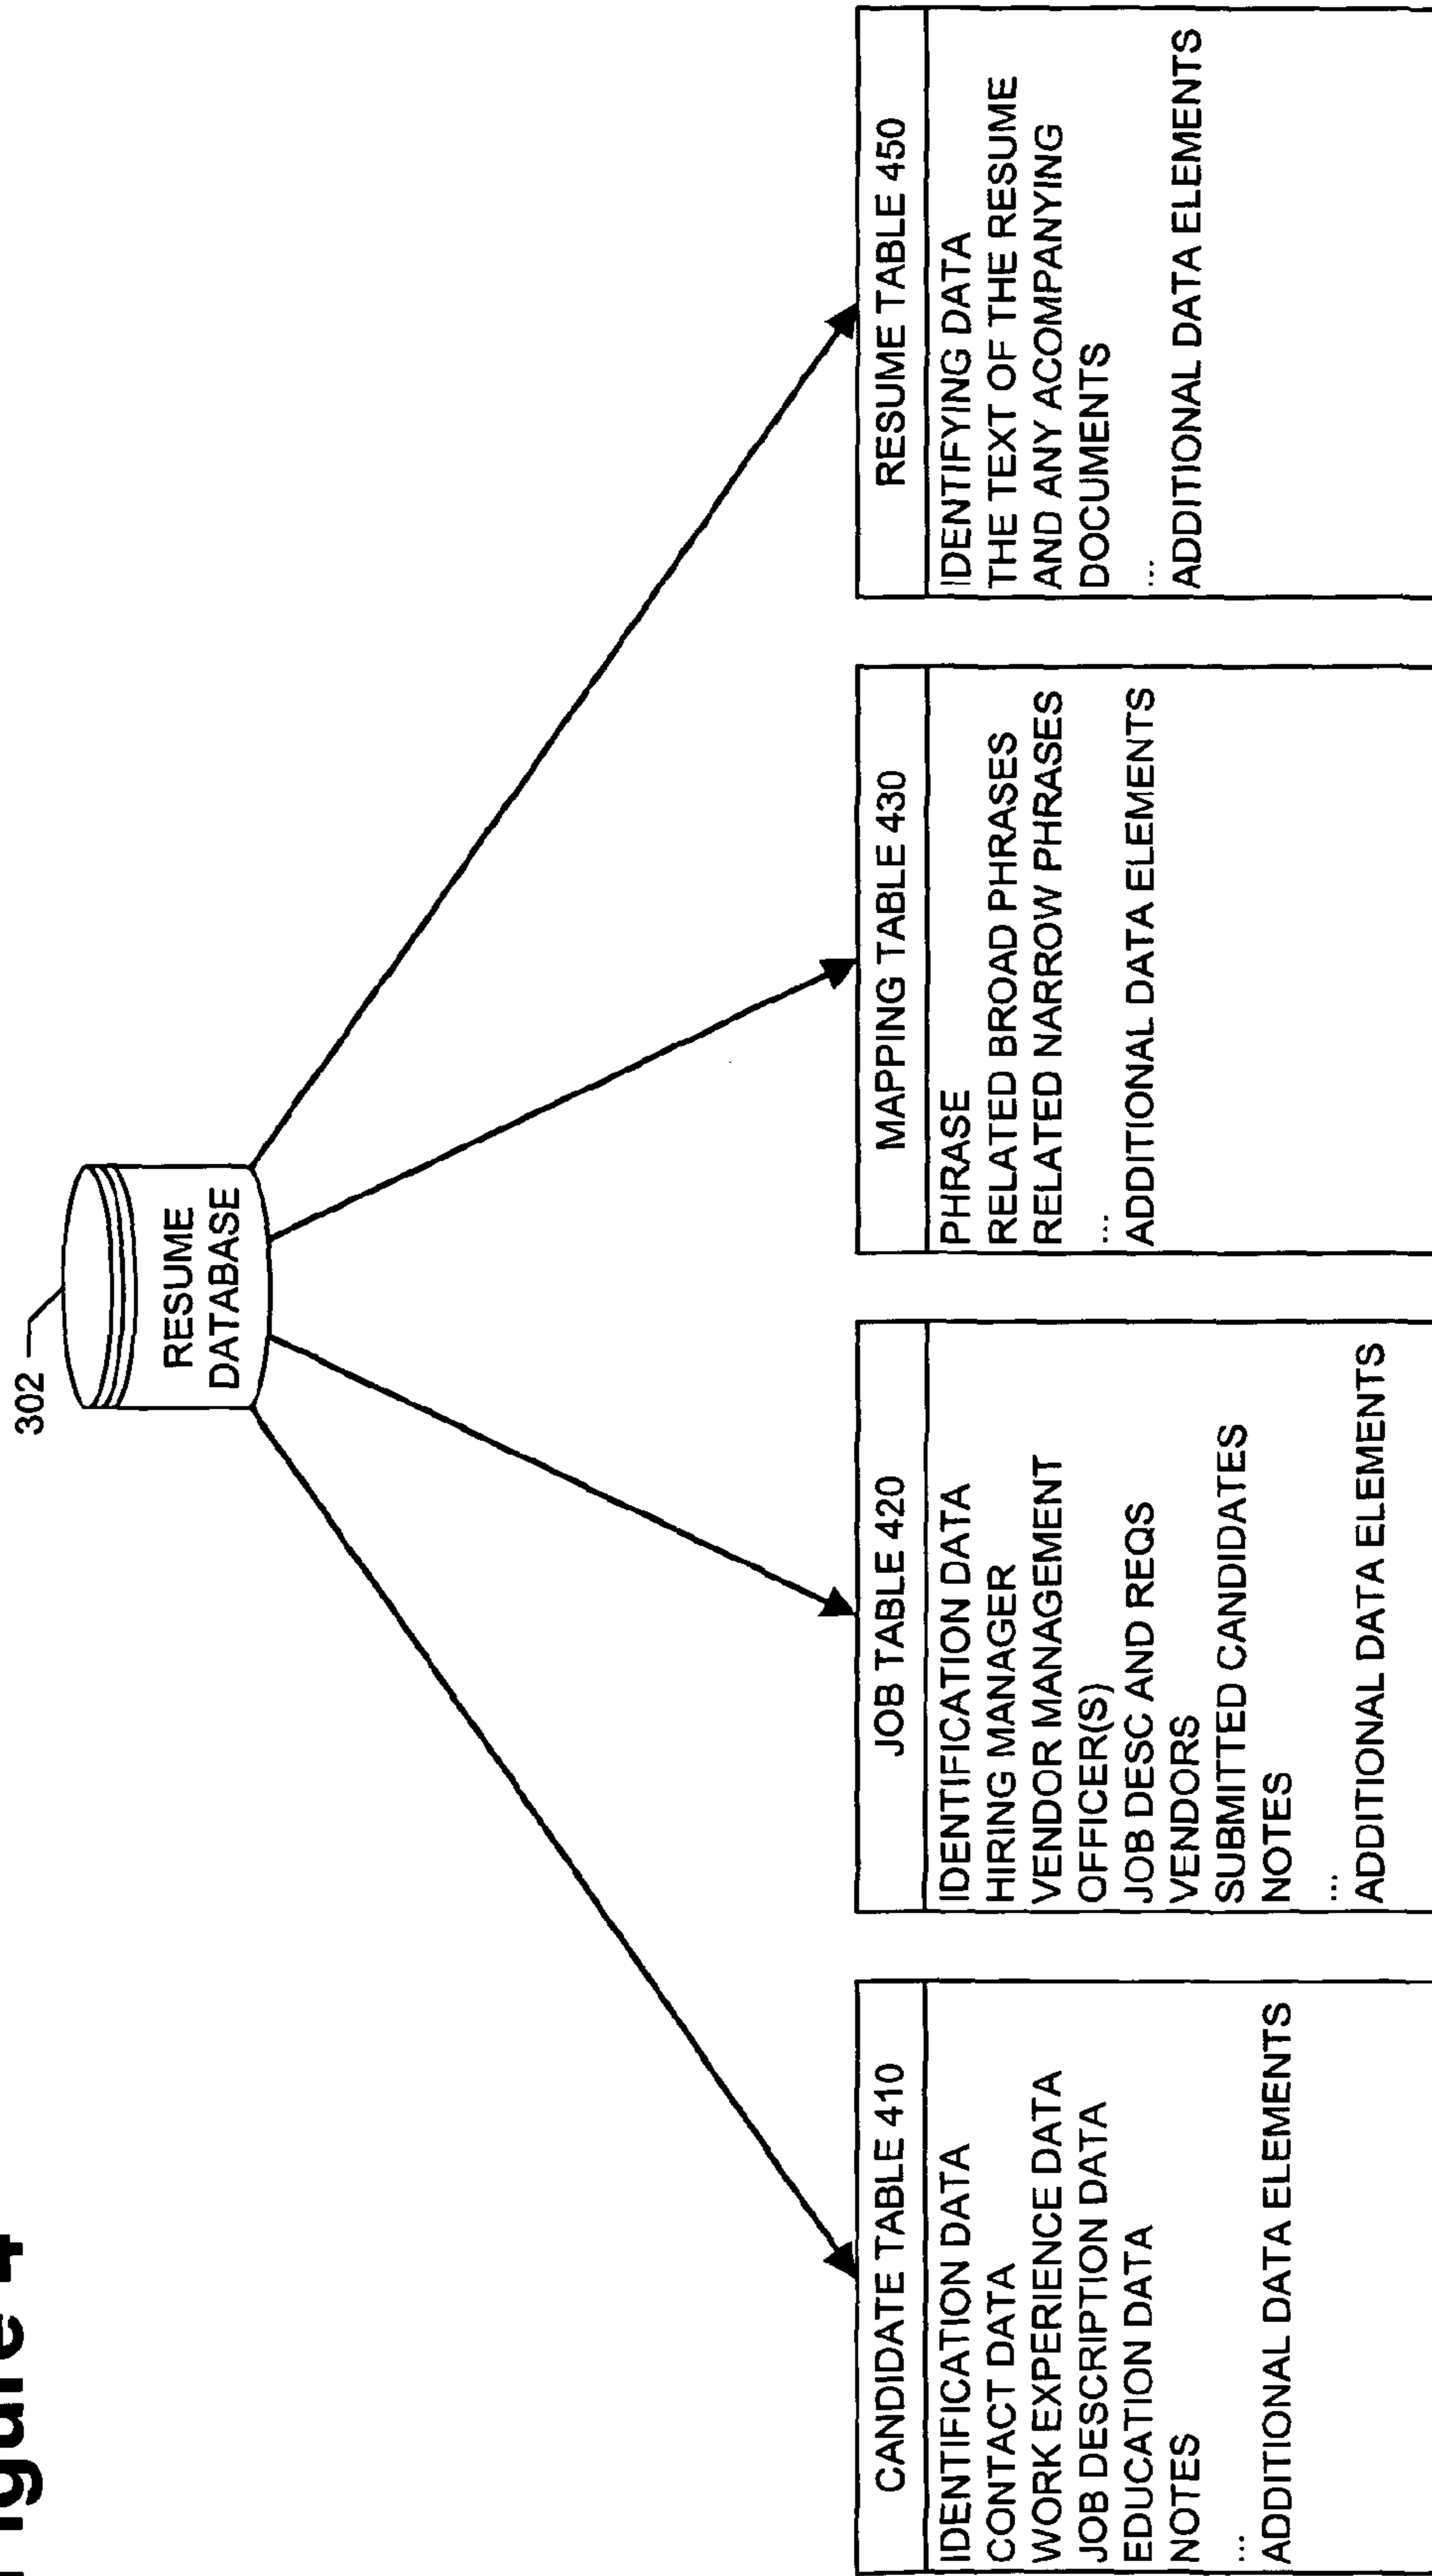 Figure 4
302
RESUME
DATABASE
CANDIDATE TABLE 410
IDENTIFICATION DATA
CONTACT DATA
WORK EXPERIENCE DATA
JOB DESCRIPTION DATA
EDUCATION DATA
NOTES
...
ADDITIONAL DATA ELEMENTS
JOB TABLE 420
IDENTIFICATION DATA
HIRING MANAGER
VENDOR MANAGEMENT
OFFICER(S)
JOB DESC AND REQS
VENDORS
SUBMITTED CANDIDATES
NOTES
...
ADDITIONAL DATA ELEMENTS
MAPPING TABLE 430
PHRASE
RELATED BROAD PHRASES
RELATED NARROW PHRASES
...
ADDITIONAL DATA ELEMENTS
RESUME TABLE 450
IDENTIFYING DATA
THE TEXT OF THE RESUME
AND ANY ACOMPANYING
DOCUMENTS
...
ADDITIONAL DATA ELEMENTS